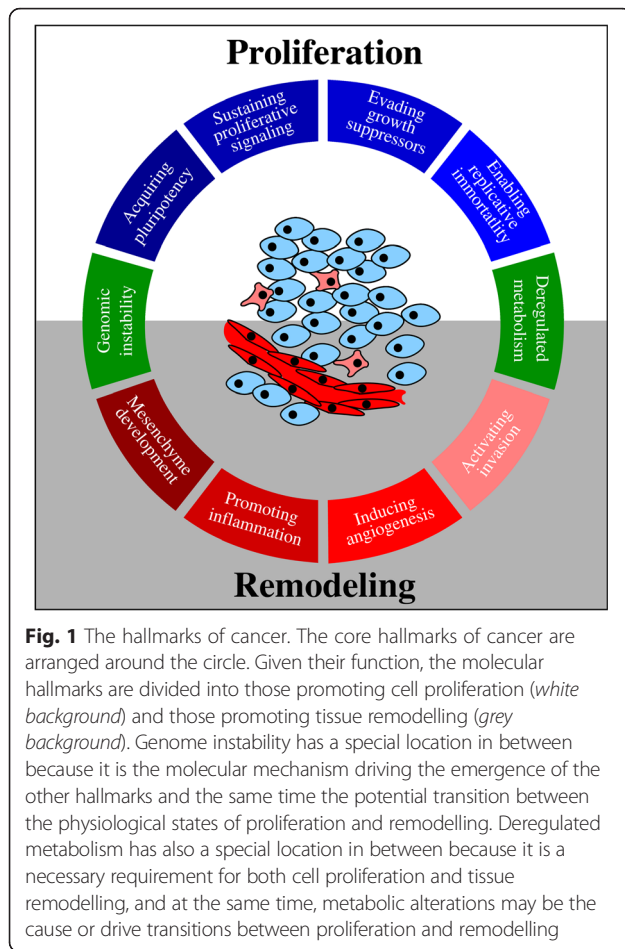 Proliferation
Sustaining
proliferative
signaling
Evading
growth
suppressors
Acquiring
pluripotency
Enabling
replicative
immortatlity
Genomic
instability
Deregulated
metabolism
Mesenchyme
development
Activating
invasion
Promoting
inflammation
Inducing
angiogenesis
Remodeling
Fig. 1 The hallmarks of cancer. The core hallmarks of cancer are
arranged around the circle. Given their function, the molecular
hallmarks are divided into those promoting cell proliferation (white
background) and those promoting tissue remodelling (grey
background). Genome instability has a special location in between
because it is the molecular mechanism driving the emergence of the
other hallmarks and the same time the potential transition between
the physiological states of proliferation and remodelling. Deregulated
metabolism has also a special location in between because it is a
necessary requirement for both cell proliferation and tissue
remodelling, and at the same time, metabolic alterations may be the
cause or drive transitions between proliferation and remodelling